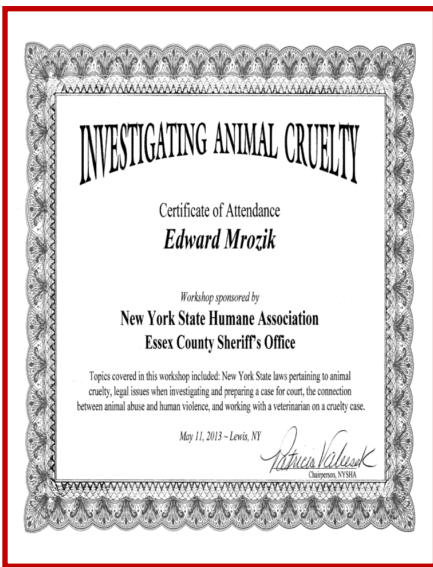 INVESTIGATING ANIMAL CRUELTY
Certificate of Attendance
Edward Mrozik
Workshop sponsored by
New York State Humane Association
Essex County Sheriff's Office
Topics covered in this workshop included: New York State laws pertaining to animal
cruelty, legal issues when investigating and preparing a case for court, the connection
between animal abuse and human violence, and working with a veterinarian on a cruelty case.
May 11, 2013 ~ Lewis, NY
Patricia
Chairperson, NYSHA